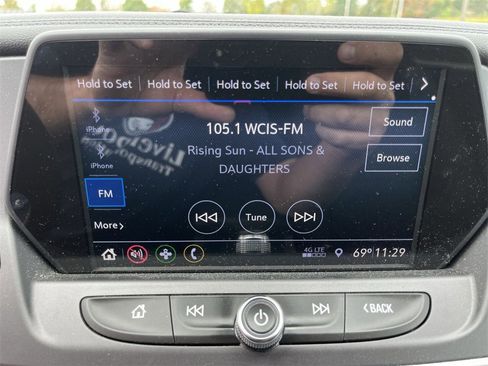 Hold to Set Hold to Set Hold to Set Hold to Set Hold to Set
iPhone
105.1 WCIS-FM
Sound
iPhone
Rising Sun - ALL SONS &
DAUGHTERS
Browse
FM
Tune
More
4G LTE
69° 11:29
BACK